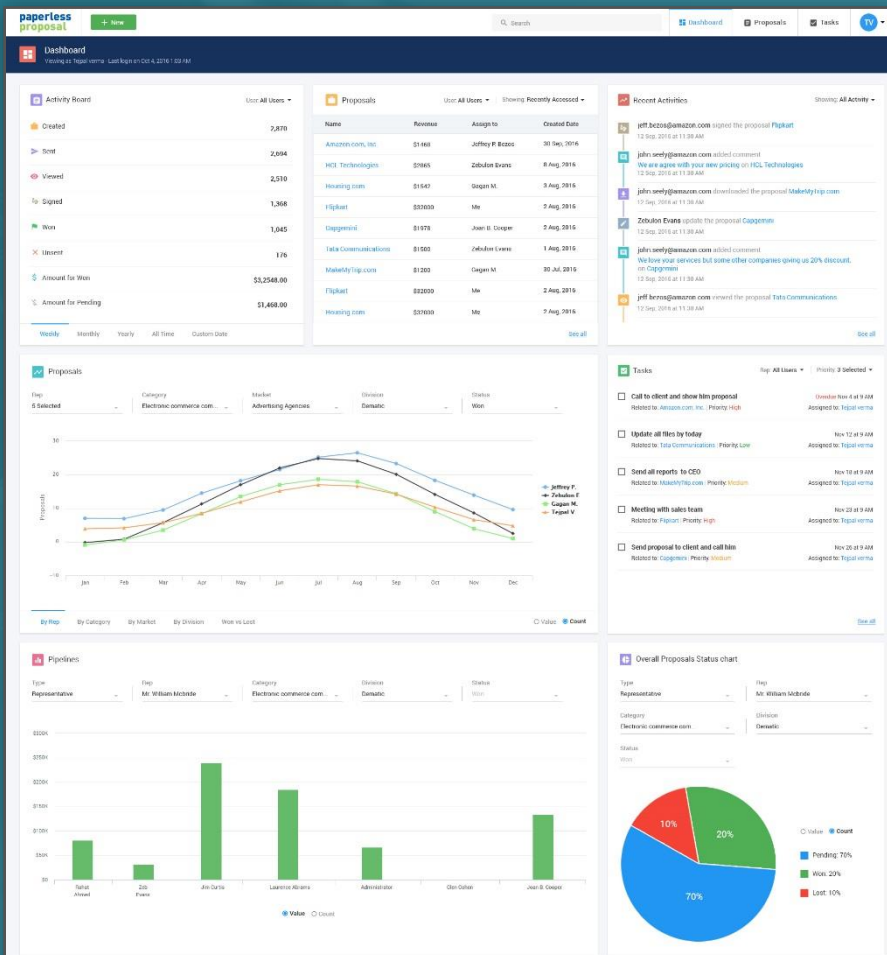 paperless
proposal
+ New
Search
Dashboard
Proposals
Tasks
TV
Dashboard
Viewing as Tejpal verma - Last login on Oct 4, 2016 1:03 AM
Activity Board
User: All Users
Created 2,870
Sent 2,694
Viewed 2,510
Signed 1,368
Won 1,045
Unsent 176
Amount for Won $3,2548.00
Amount for Pending $1,468.00
Weekly Monthly Yearly All Time Custom Date
Proposals
User: All Users Showing: Recently Accessed
Name Revenue Assign to Created Date
Amazon.com, Inc $1468 Jeffrey P. Bezos 30 Sep, 2016
HCL Technologies $2865 Zebulon Evans 8 Aug, 2016
Housing.com $1547 Gagan M. 3 Aug, 2016
Flipkart $32000 Me 2 Aug, 2016
Capgemini $1978 Joan B. Cooper 2 Aug, 2016
Tata Communications $1500 Zebulon Evans 1 Aug, 2016
MakeMyTrip.com $1200 Gagan M 30 Jul, 2016
Flipkart $32000 Me 2 Aug, 2016
Housing.com $32000 Me 2 Aug, 2016
See all
Recent Activities
Showing: All Activity
jeff.bezos@amazon.com signed the proposal Flipkart
12 Sep, 2016 at 11:30 AM
john.seely@amazon.com added comment
We are agree with your new pricing on HCL Technologies
12 Sep, 2016 at 11:30 AM
john.seely@amazon.com downloaded the proposal MakeMyTrip.com
12 Sep, 2016 at 11:30 AM
Zebulon Evans update the proposal Capgemini
12 Sep, 2016 at 11:30 AM
john.seely@amazon.com added comment
We love your services but some other companies giving us 20% discount.
on Capgemini
12 Sep, 2016 at 11:30 AM
jeff.bezos@amazon.com viewed the proposal Tata Communications
12 Sep, 2016 at 11:30 AM
See all
Proposals
Rep Category Market Division Status
5 Selected Electronic commerce com... Advertising Agencies Dematic Won
30
20
10
0
-10
Proposals
Jan Feb Mar Apr May Jun Jul Aug Sep Oct Nov Dec
Jeffrey P.
Zebulon E
Gagan M.
Tejpal V
By Rep By Category By Market By Division Won vs Lost
Value Count
Tasks
Rep: All Users Priority: 3 Selected
Call to client and show him proposal Overdue Nov 4 at 9 AM
Related to: Amazon.com, Inc. Priority: High Assigned to: Tejpal verma
Update all files by today Nov 12 at 9 AM
Related to: Tata Communications Priority: Low Assigned to: Tejpal verma
Send all reports to CEO Nov 18 at 9 AM
Related to: MakeMyTrip.com Priority: Medium Assigned to: Tejpal verma
Meeting with sales team Nov 23 at 9 AM
Related to: Flipkart Priority: High Assigned to: Tejpal verma
Send proposal to client and call him Nov 26 at 9 AM
Related to: Capgemini Priority: Medium Assigned to: Tejpal verma
See all
Pipelines
Type Rep Category Division Status
Representative Mr. William Mcbride Electronic commerce com... Dematic Won
$300K
$250K
$200K
$150K
$100K
$50K
$0
Rahat
Ahmed
Zeb
Evans
Jim Curtis
Laurence Abrams
Administrator
Glen Cohen
Joan B. Cooper
Value Count
Overall Proposals Status chart
Type Rep
Representative Mr. William Mcbride
Category Division
Electronic commerce com Dematic
Status
Won
10%
20%
70%
Value Count
Pending: 70%
Won: 20%
Lost: 10%